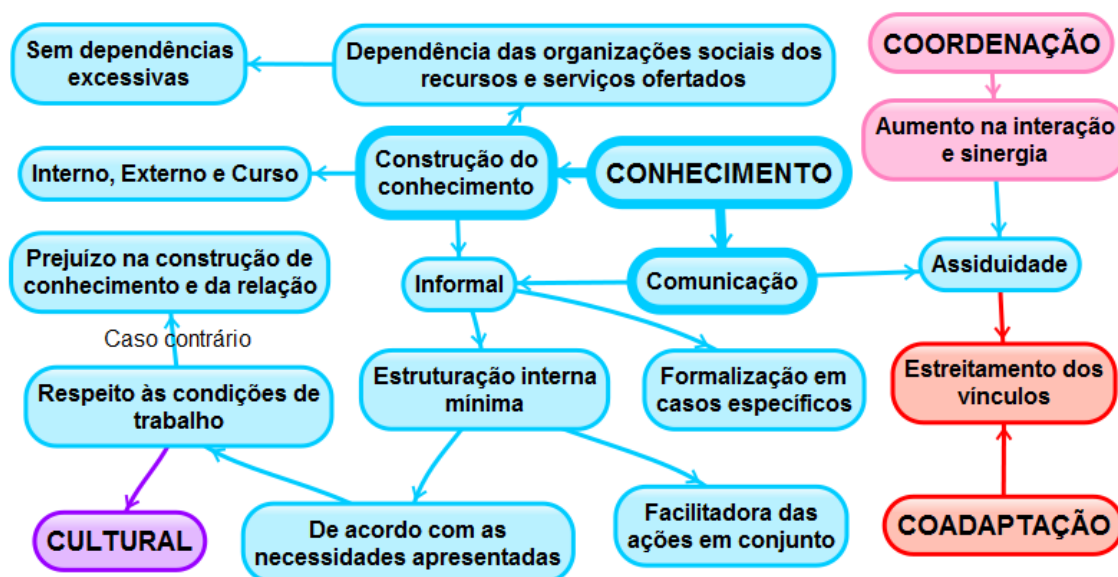 Sem dependências
excessivas
Dependência das organizações sociais dos
recursos e serviços ofertados
COORDENAÇÃO
Aumento na interação
e sinergia
Interno, Externo e Curso
Construção do
conhecimento
CONHECIMENTO
Prejuízo na construção de
conhecimento e da relação
Informal
Comunicação
Assiduidade
Caso contrário
Respeito às condições de
trabalho
Estruturação interna
mínima
Formalização em
casos específicos
Estreitamento dos
vínculos
CULTURAL
De acordo com as
necessidades apresentadas
Facilitadora das
ações em conjunto
COADAPTAÇÃO